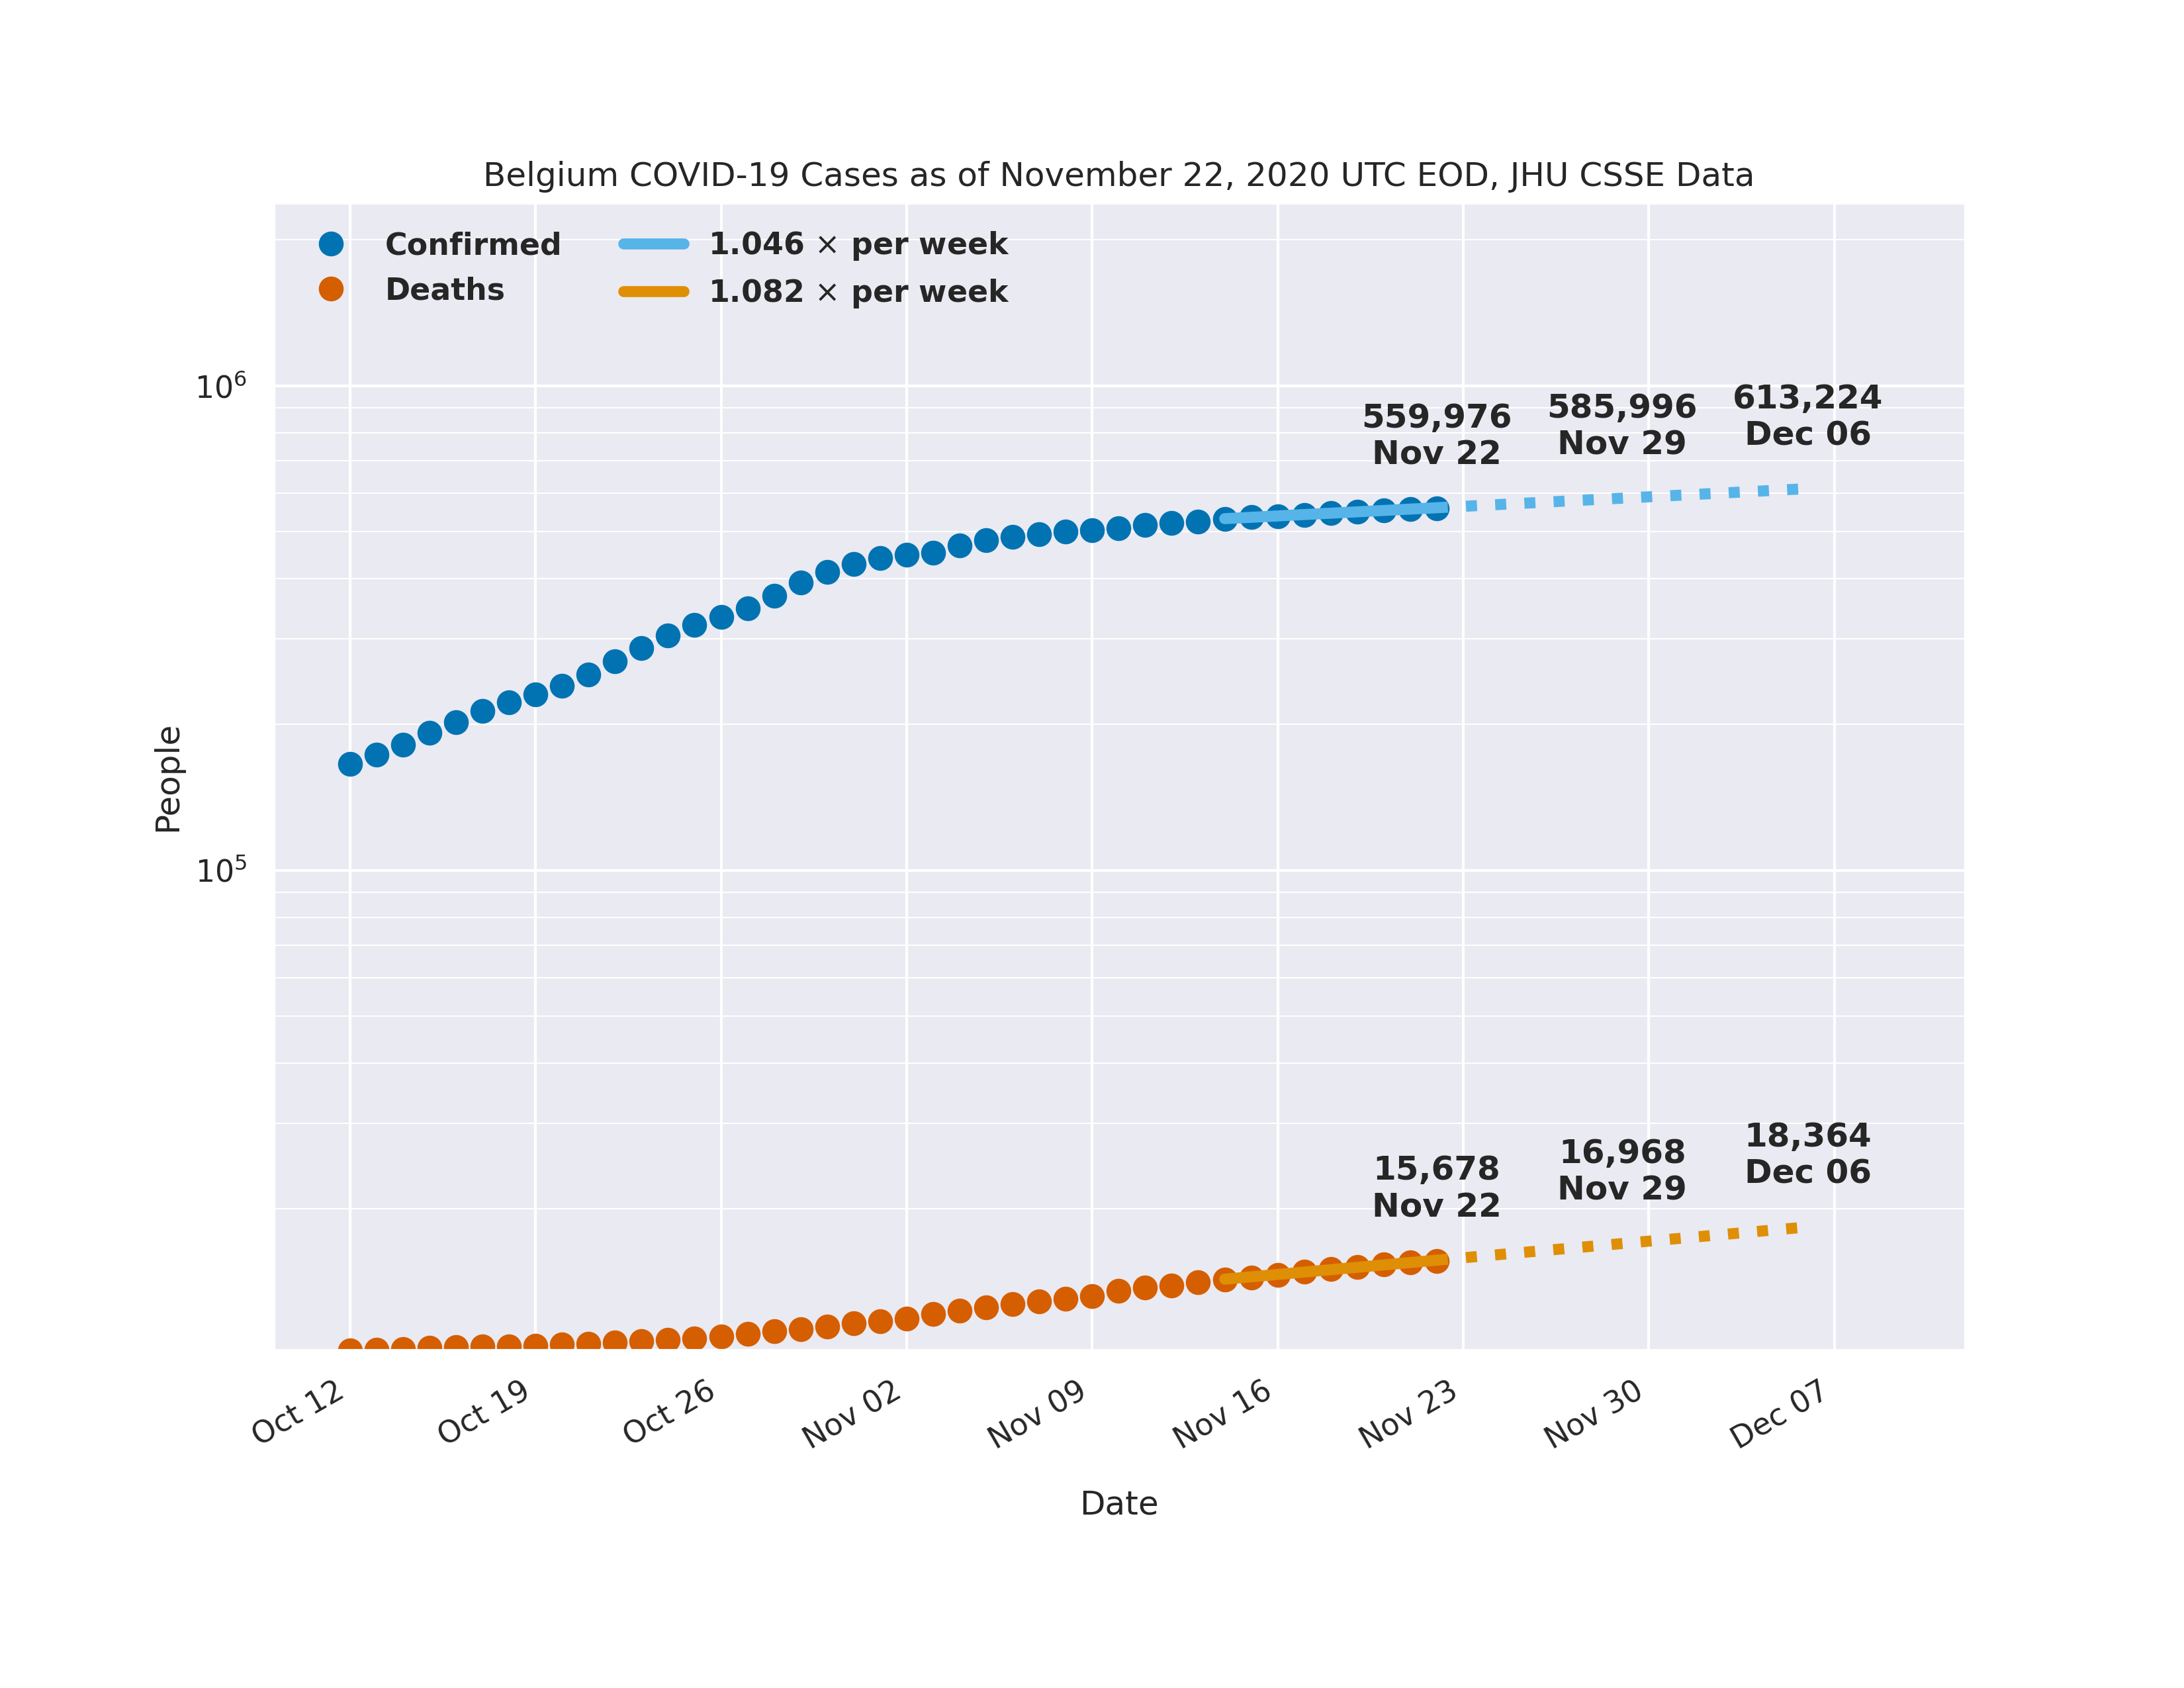 Belgium COVID-19 Cases as of November 22, 2020 UTC EOD, JHU CSSE Data
Confirmed
Deaths
1.046 × per week
1.082 × per week
10⁶
10⁵
People
559,976
Nov 22
585,996
Nov 29
613,224
Dec 06
15,678
Nov 22
16,968
Nov 29
18,364
Dec 06
Oct 12
Oct 19
Oct 26
Nov 02
Nov 09
Nov 16
Nov 23
Nov 30
Dec 07
Date